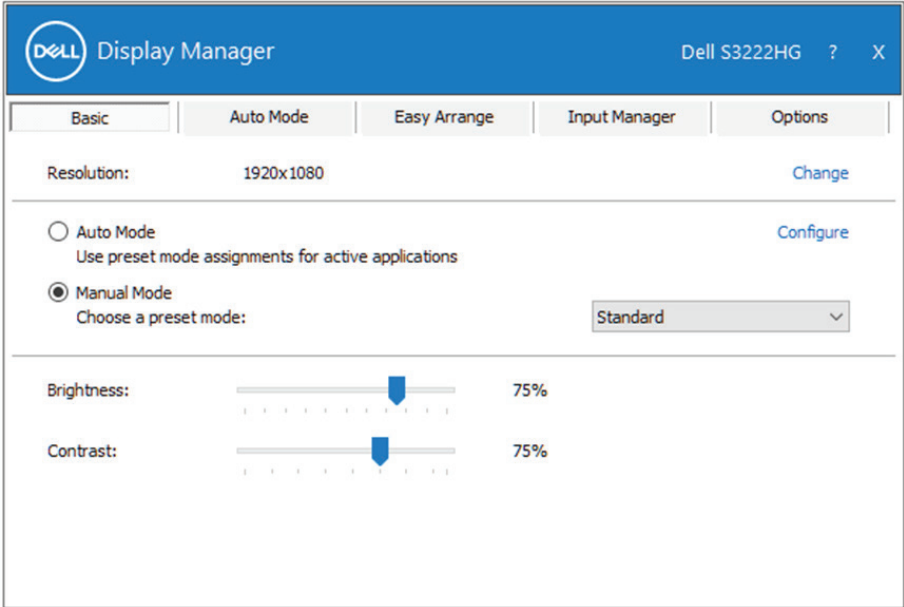 DELL Display Manager Dell S3222HG ? X
Basic Auto Mode Easy Arrange Input Manager Options
Resolution: 1920x1080 Change
Auto Mode Configure
Use preset mode assignments for active applications
Manual Mode
Choose a preset mode: Standard
Brightness: 75%
Contrast: 75%